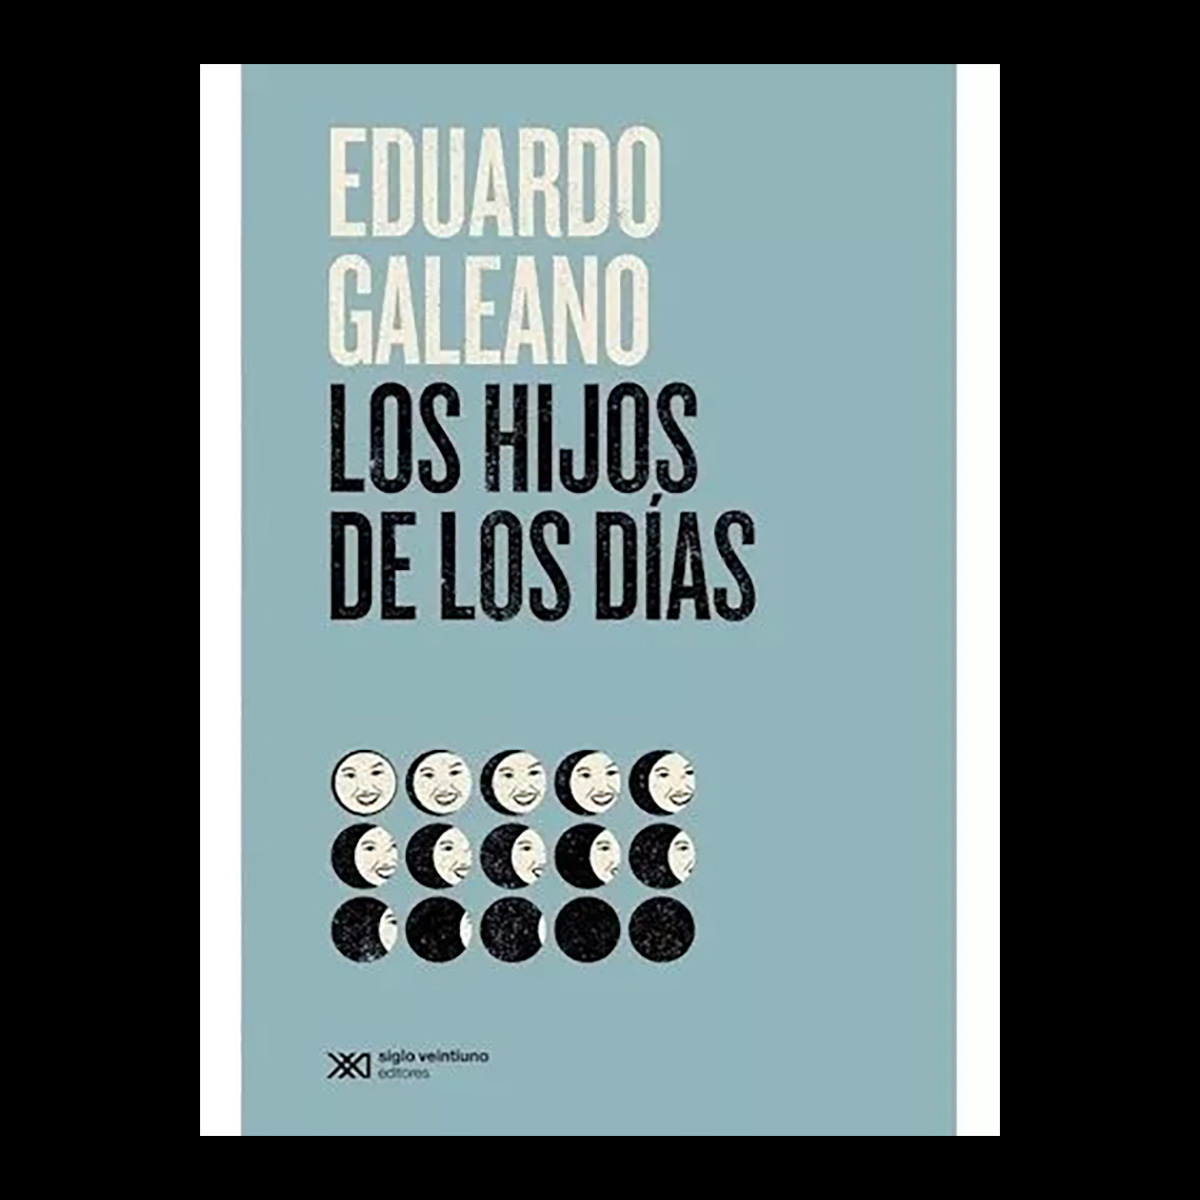 EDUARDO
GALEANO
LOS HIJOS
DE LOS DÍAS
siglo veintiuno
editores